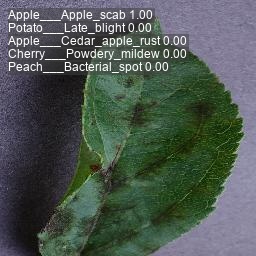 Apple___Apple_scab 1.00
Potato___Late_blight 0.00
Apple___Cedar_apple_rust 0.00
Cherry___Powdery_mildew 0.00
Peach___Bacterial_spot 0.00